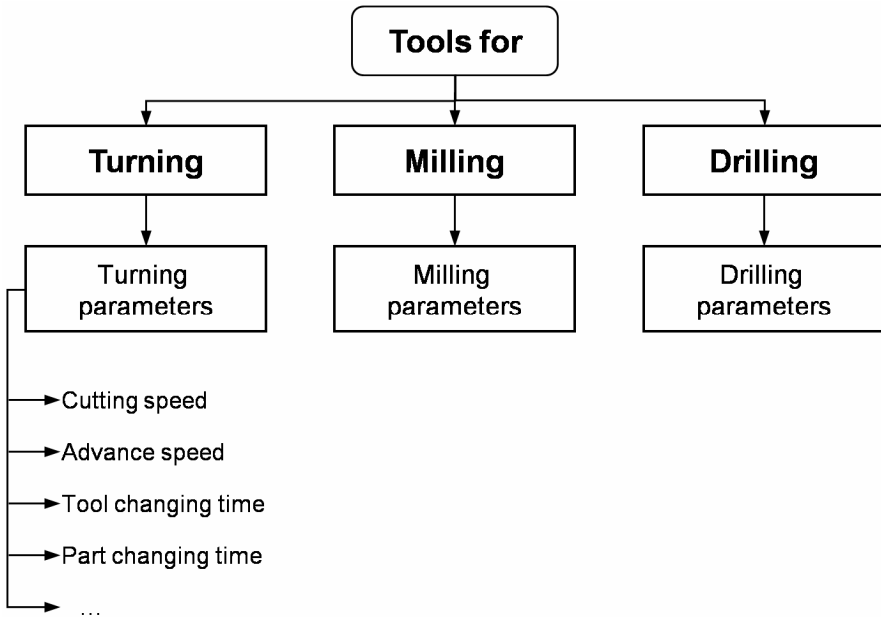 Tools for
Turning
Milling
Drilling
Turning
parameters
Milling
parameters
Drilling
parameters
Cutting speed
Advance speed
Tool changing time
Part changing time
...